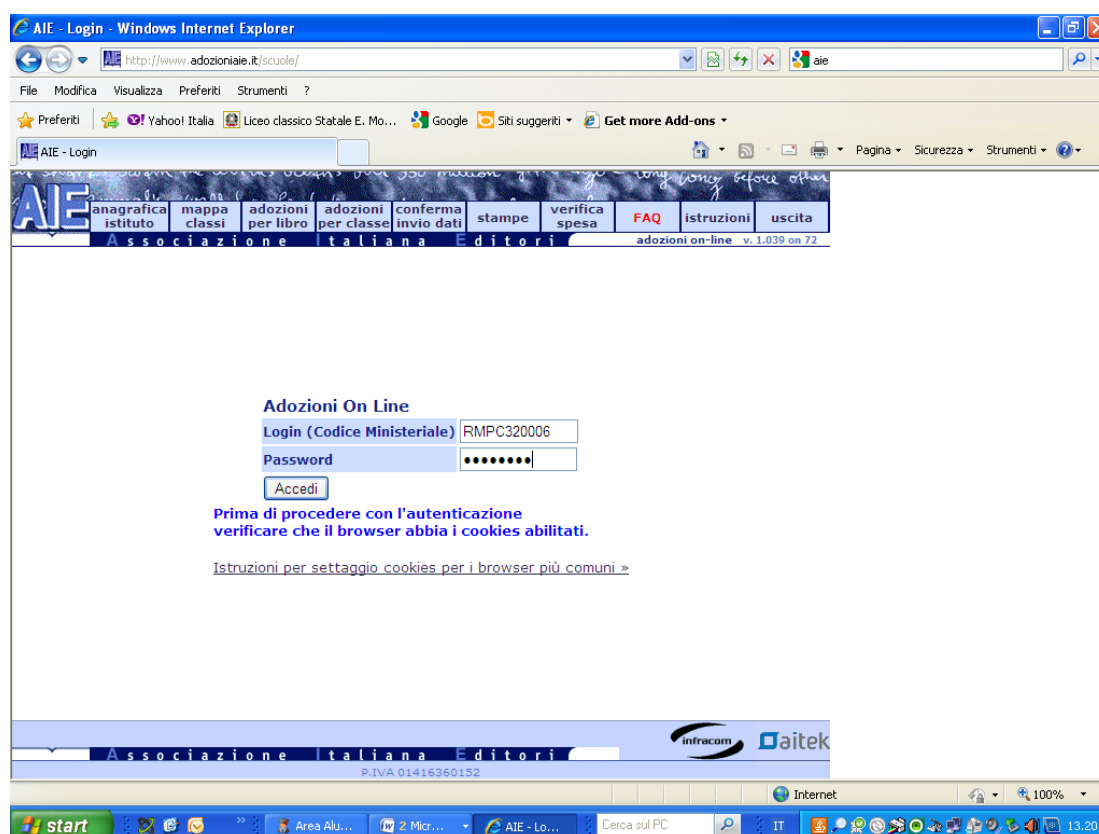 AIE - Login - Windows Internet Explorer
http://www.adozioniaie.it/scuole/
aie
File Modifica Visualizza Preferiti Strumenti ?
Preferiti Yahoo! Italia Liceo classico Statale E. Mo... Google Siti suggeriti Get more Add-ons
AIE - Login Pagina Sicurezza Strumenti
long long before other
AIE
anagrafica istituto mappa classi adozioni per libro adozioni per classe conferma invio dati stampe verifica spesa FAQ istruzioni uscita
Associazione Italiana Editori adozioni on-line v. 1.039 on 72
Adozioni On Line
Login (Codice Ministeriale) RMPC320006
Password ••••••••
Accedi
Prima di procedere con l'autenticazione
verificare che il browser abbia i cookies abilitati.
Istruzioni per settaggio cookies per i browser più comuni »
infracom aitek
Associazione Italiana Editori
P.IVA 01416360152
Internet 100%
start Area Alu... 2 Micr... AIE - Lo... Cerca sul PC IT 13.20